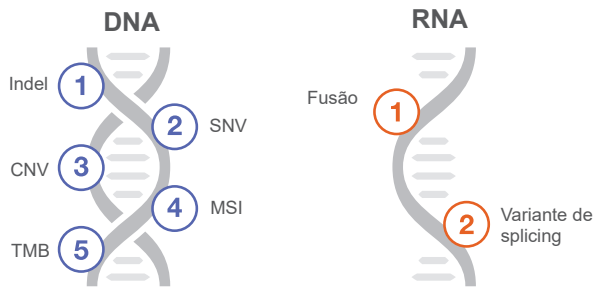 DNA
Indel 1
2 SNV
CNV 3
4 MSI
TMB 5
RNA
Fusão 1
2 Variante de
splicing